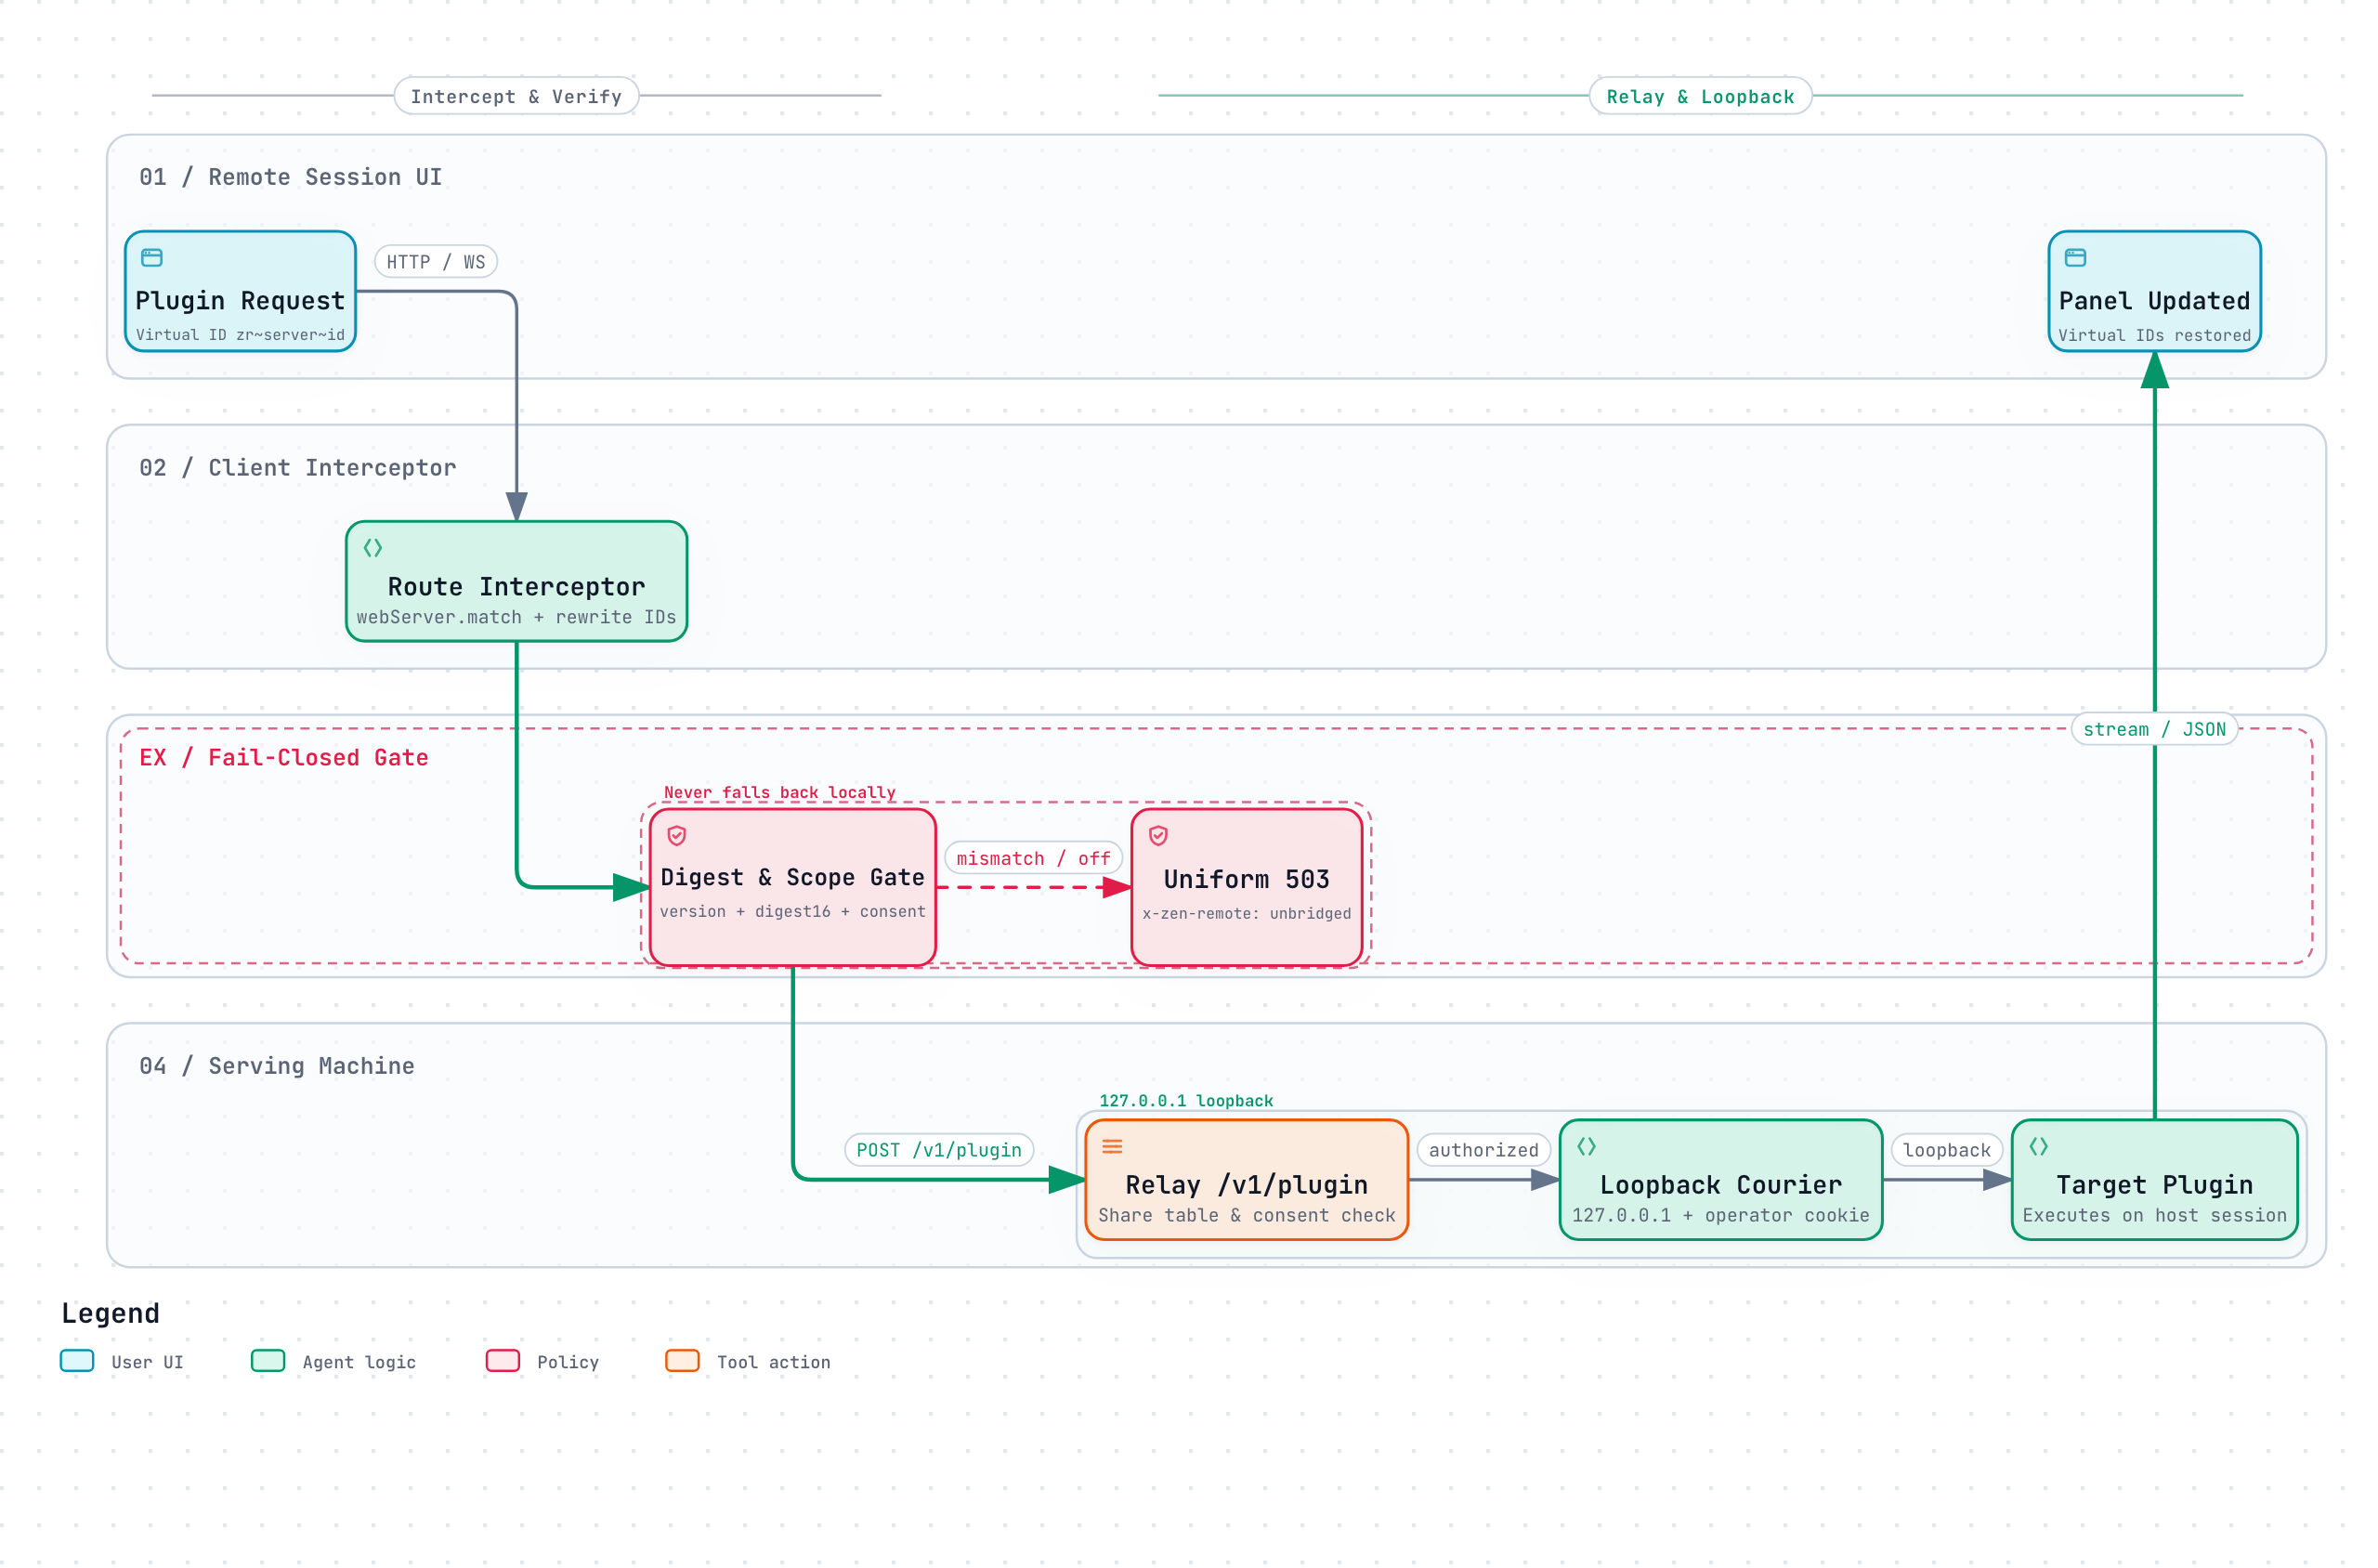 Intercept & Verify
Relay & Loopback
01 / Remote Session UI
HTTP / WS
Plugin Request
Virtual ID zr~server~id
Panel Updated
Virtual IDs restored
02 / Client Interceptor
Route Interceptor
webServer.match + rewrite IDs
stream / JSON
EX / Fail-Closed Gate
Never falls back locally
Digest & Scope Gate
version + digest16 + consent
mismatch / off
Uniform 503
x-zen-remote: unbridged
04 / Serving Machine
127.0.0.1 loopback
POST /v1/plugin
Relay /v1/plugin
Share table & consent check
authorized
Loopback Courier
127.0.0.1 + operator cookie
loopback
Target Plugin
Executes on host session
Legend
User UI
Agent logic
Policy
Tool action